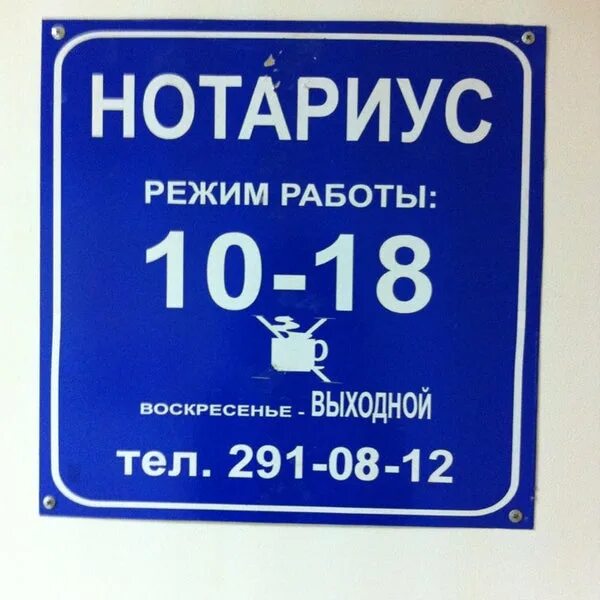 НОТАРИУС
РЕЖИМ РАБОТЫ:
10-18
ВОСКРЕСЕНЬЕ - ВЫХОДНОЙ
тел. 291-08-12